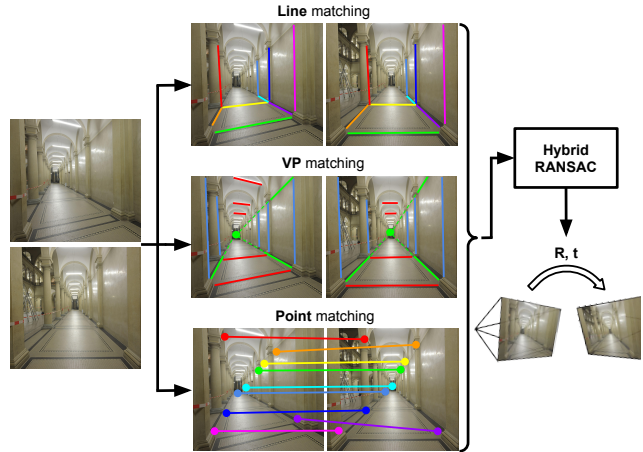 Line matching
VP matching
Point matching
Hybrid
RANSAC
R, t